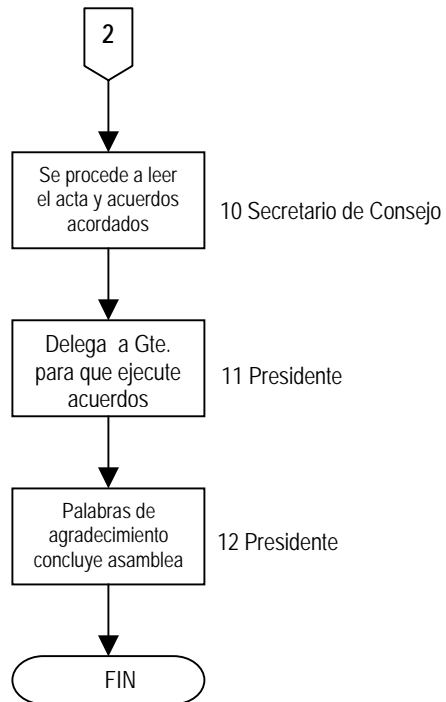 2
Se procede a leer
el acta y acuerdos
acordados
10 Secretario de Consejo
Delega a Gte.
para que ejecute
acuerdos
11 Presidente
Palabras de
agradecimiento
concluye asamblea
12 Presidente
FIN